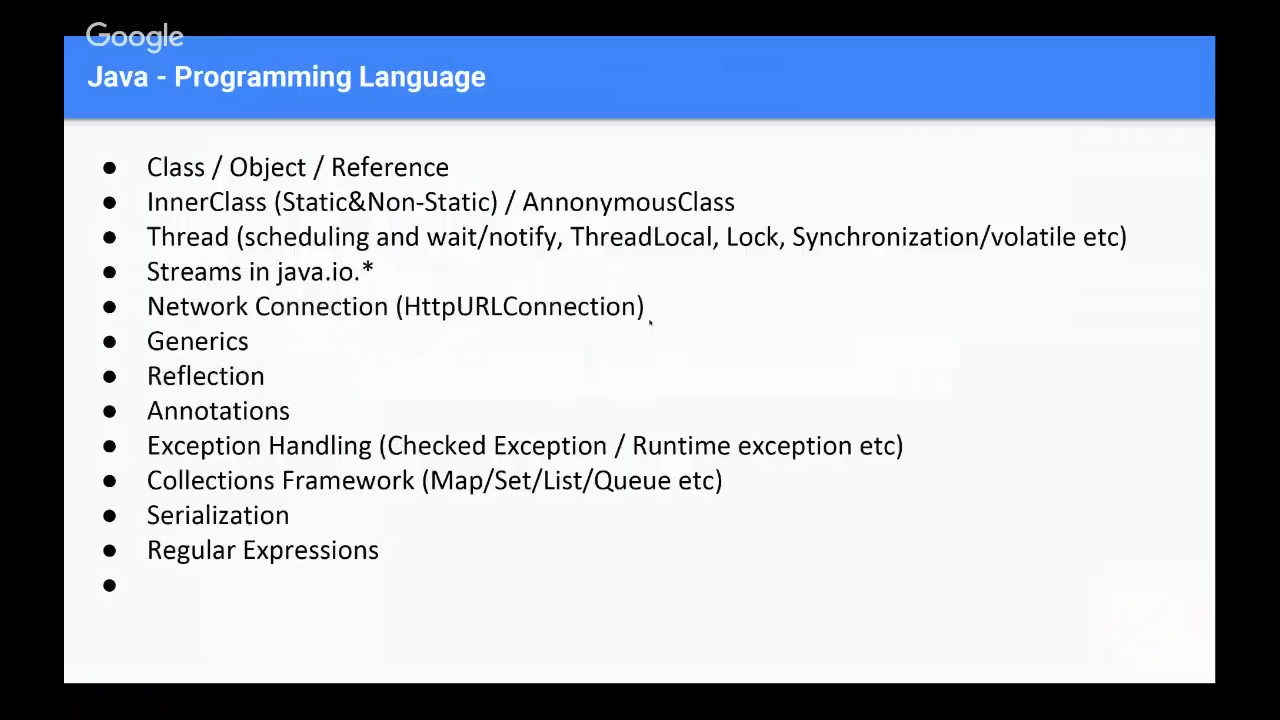 Google
Java - Programming Language
● Class / Object / Reference
● InnerClass (Static&Non-Static) / AnnonymousClass
● Thread (scheduling and wait/notify, ThreadLocal, Lock, Synchronization/volatile etc)
● Streams in java.io.*
● Network Connection (HttpURLConnection)
● Generics
● Reflection
● Annotations
● Exception Handling (Checked Exception / Runtime exception etc)
● Collections Framework (Map/Set/List/Queue etc)
● Serialization
● Regular Expressions
●